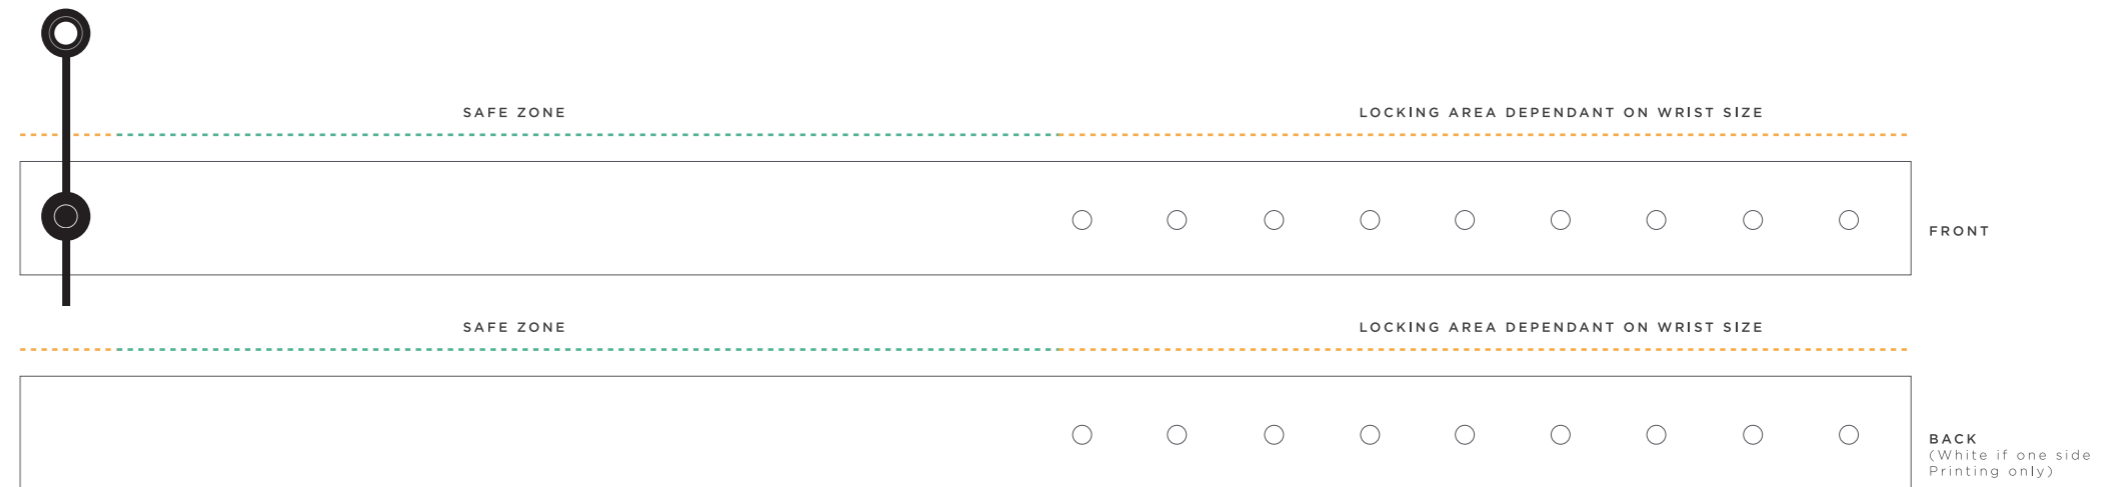 SAFE ZONE
LOCKING AREA DEPENDANT ON WRIST SIZE
FRONT
SAFE ZONE
LOCKING AREA DEPENDANT ON WRIST SIZE
BACK
(White if one side
Printing only)